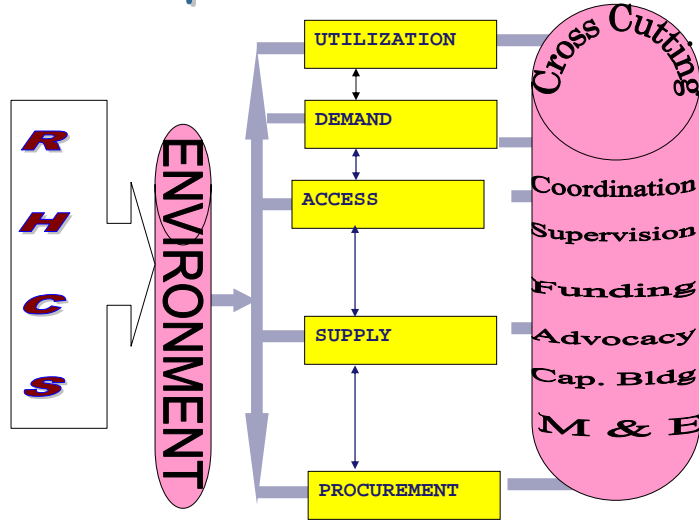 R
H
C
S
ENVIRONMENT
UTILIZATION
DEMAND
ACCESS
SUPPLY
PROCUREMENT
Cross Cutting
Coordination
Supervision
Funding
Advocacy
Cap. Bldg
M & E